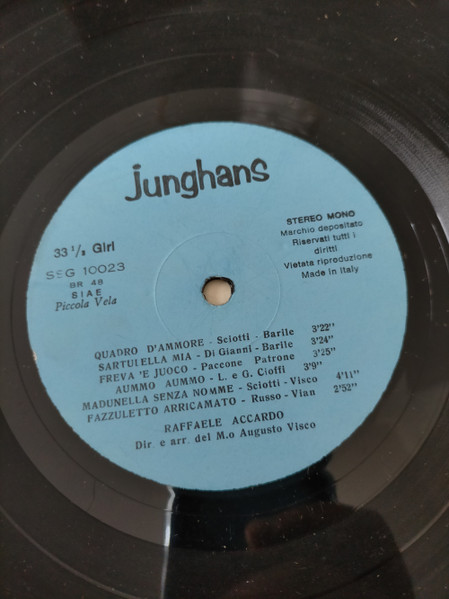 junghans
33 1/3 Giri
SSG 10023
BR 48
SIAE
Piccola Vela
STEREO MONO
Marchio depositato
Riservati tutti i
diritti
Vietata riproduzione
Made in Italy
QUADRO D'AMMORE - Sciotti - Barile 3'22''
SARTULELLA MIA - Di Gianni - Barile 3'24''
FREVA 'E JUOCO - Paccone Patrone 3'25''
AUMMO AUMMO - L. e G. Cioffi 3'9''
MADUNELLA SENZA NOMME - Sciotti - Visco 4'11''
FAZZULETTO ARRICAMATO - Russo - Vian 2'52''
RAFFAELE ACCARDO
Dir e arr. del M.o Augusto Visco